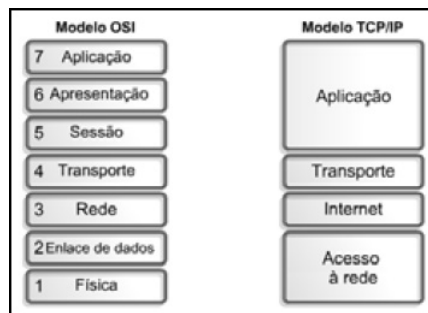 Modelo OSI
7 Aplicação
6 Apresentação
5 Sessão
4 Transporte
3 Rede
2 Enlace de dados
1 Física
Modelo TCP/IP
Aplicação
Transporte
Internet
Acesso
à rede